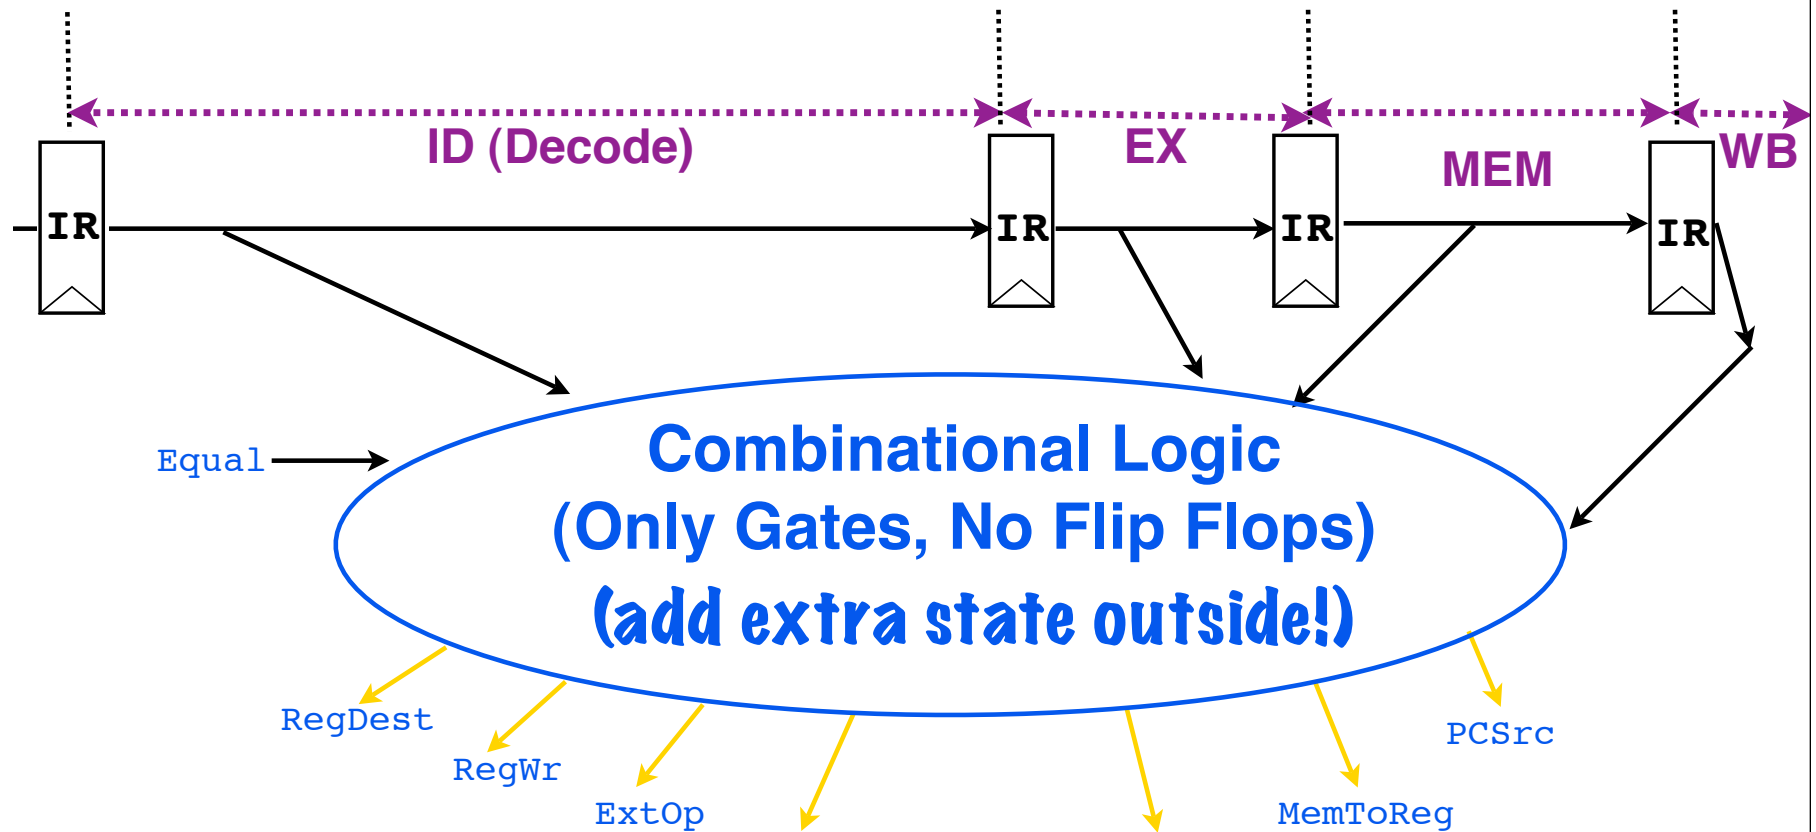 ID (Decode)
EX
MEM
WB
IR
IR
IR
IR
Equal
Combinational Logic
(Only Gates, No Flip Flops)
(add extra state outside!)
RegDest
RegWr
ExtOp
MemToReg
PCSrc